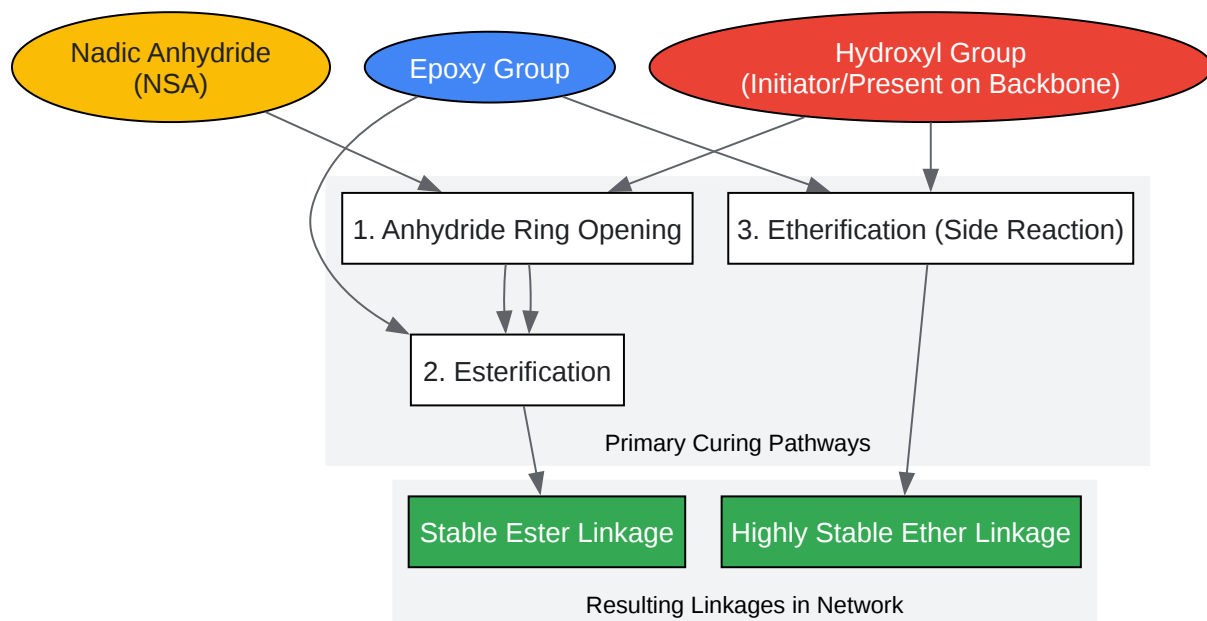 Nadic Anhydride
(NSA)
Epoxy Group
Hydroxyl Group
(Initiator/Present on Backbone)
1. Anhydride Ring Opening
3. Etherification (Side Reaction)
2. Esterification
Primary Curing Pathways
Stable Ester Linkage
Highly Stable Ether Linkage
Resulting Linkages in Network